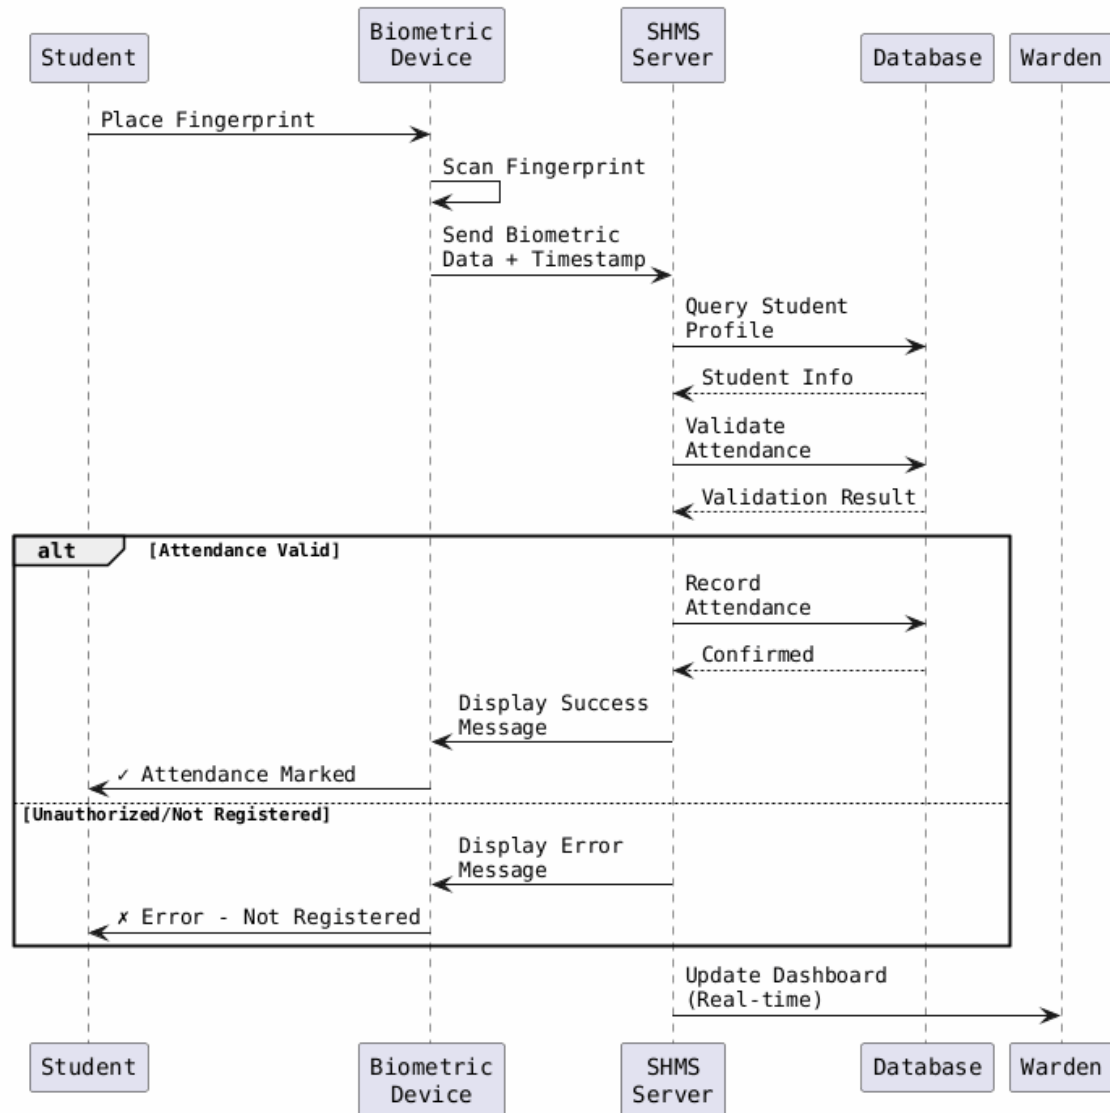 Biometric
SHMS
Student
Device
Server
Database
Warden
Place Fingerprint
Scan Fingerprint
Send Biometric
Data + Timestamp
Query Student
Profile
Student Info
Validate
Attendance
Validation Result
alt
[Attendance Valid]
Record
Attendance
Confirmed
Display Success
Message
✓ Attendance Marked
[Unauthorized/Not Registered]
Display Error
Message
✗ Error - Not Registered
Update Dashboard
(Real-time)
Student
Biometric
Device
SHMS
Server
Database
Warden